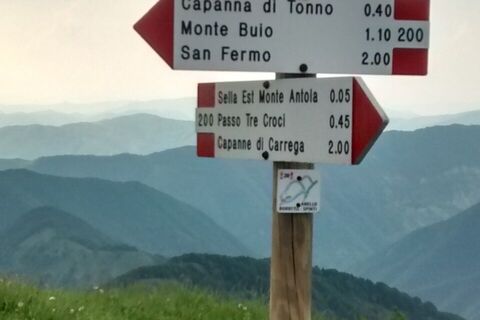 Capanna di Tonno 0.40
Monte Buio 1.10 200
San Fermo 2.00
Sella Est Monte Antola 0.05
200 Passo Tre Croci 0.45
Capanne di Carrega 2.00